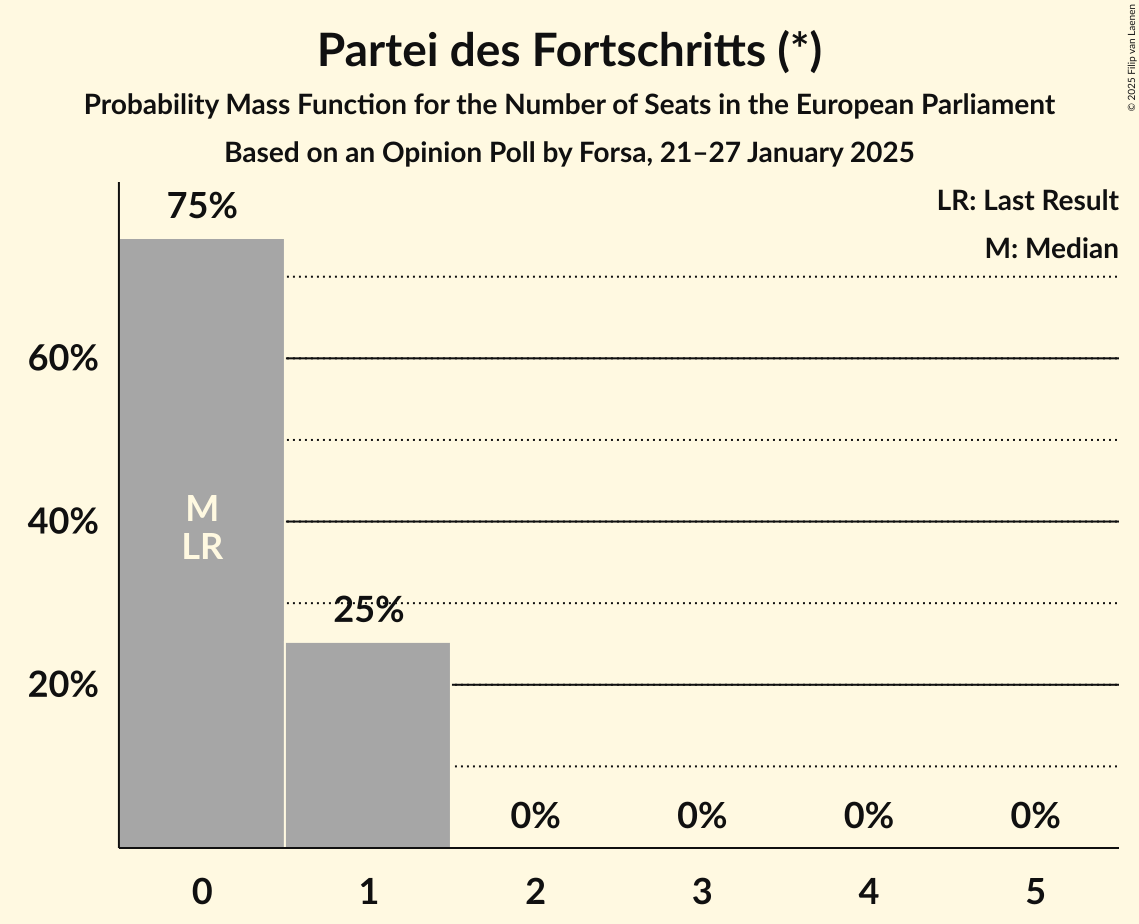 Partei des Fortschritts (*)
Probability Mass Function for the Number of Seats in the European Parliament
Based on an Opinion Poll by Forsa, 21–27 January 2025
© 2025 Filip van Laenen
LR: Last Result
M: Median
75%
60%
40%
20%
M
LR
25%
0% 0% 0% 0%
0 1 2 3 4 5